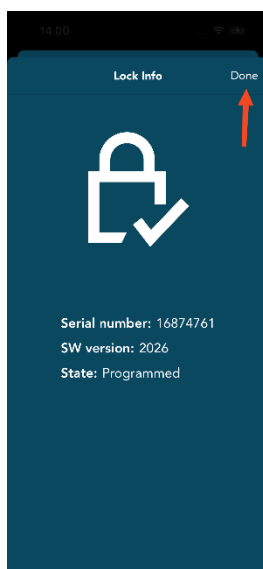 14.00
Lock Info
Done
Serial number: 16874761
SW version: 2026
State: Programmed